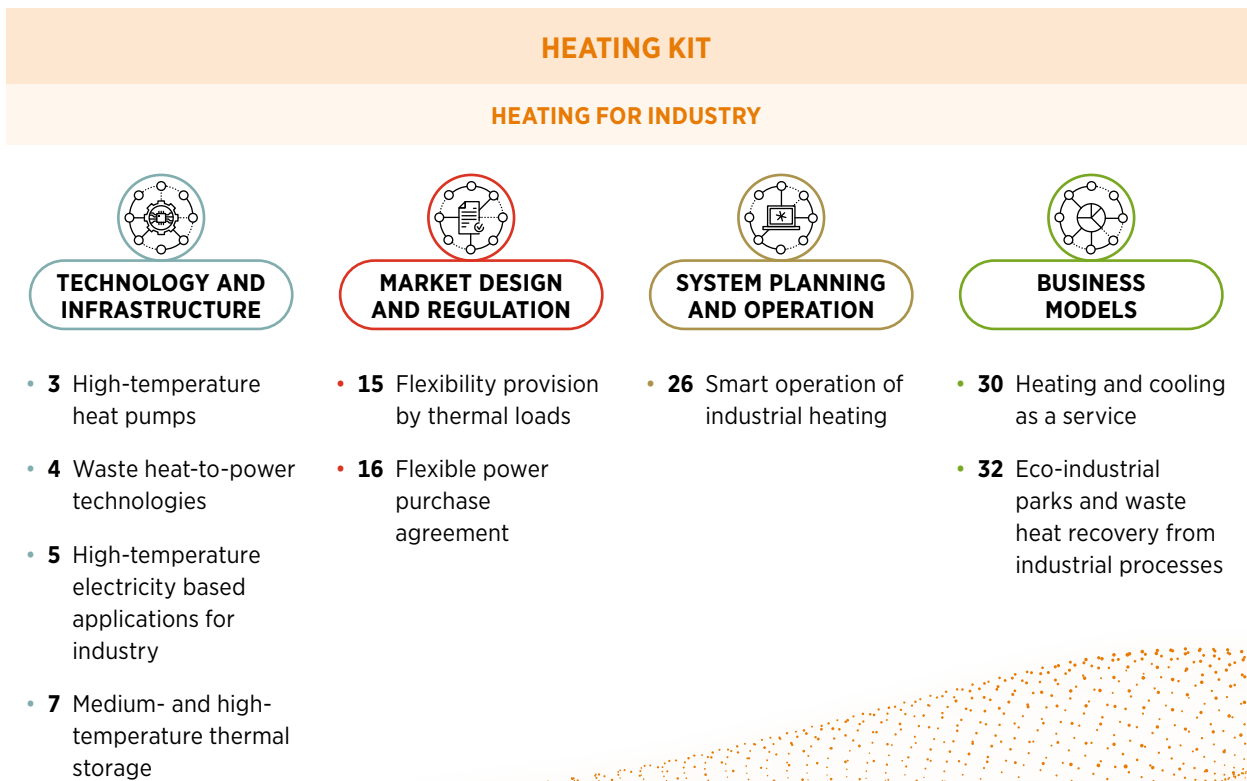 HEATING KIT
HEATING FOR INDUSTRY
TECHNOLOGY AND
INFRASTRUCTURE
• 3 High-temperature
heat pumps
• 4 Waste heat-to-power
technologies
• 5 High-temperature
electricity based
applications for
industry
• 7 Medium- and high-
temperature thermal
storage
MARKET DESIGN
AND REGULATION
• 15 Flexibility provision
by thermal loads
• 16 Flexible power
purchase
agreement
SYSTEM PLANNING
AND OPERATION
• 26 Smart operation of
industrial heating
BUSINESS
MODELS
• 30 Heating and cooling
as a service
• 32 Eco-industrial
parks and waste
heat recovery from
industrial processes